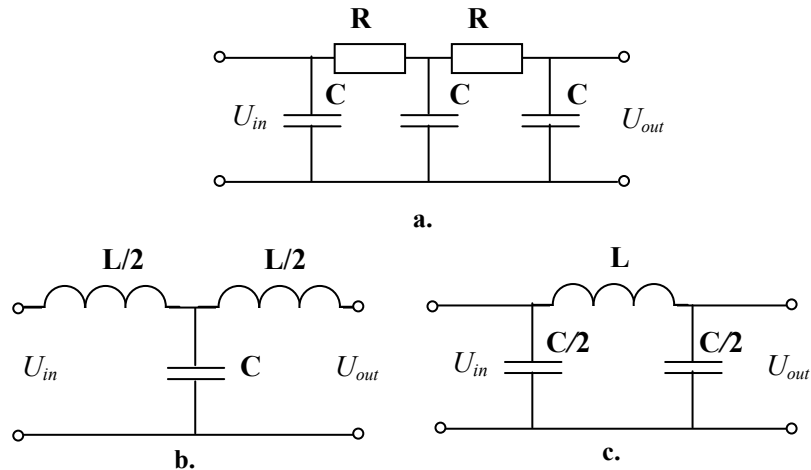 R R
C C C
U_in U_out
a.
L/2 L/2
U_in C U_out
b.
L
C/2 C/2
U_in U_out
c.